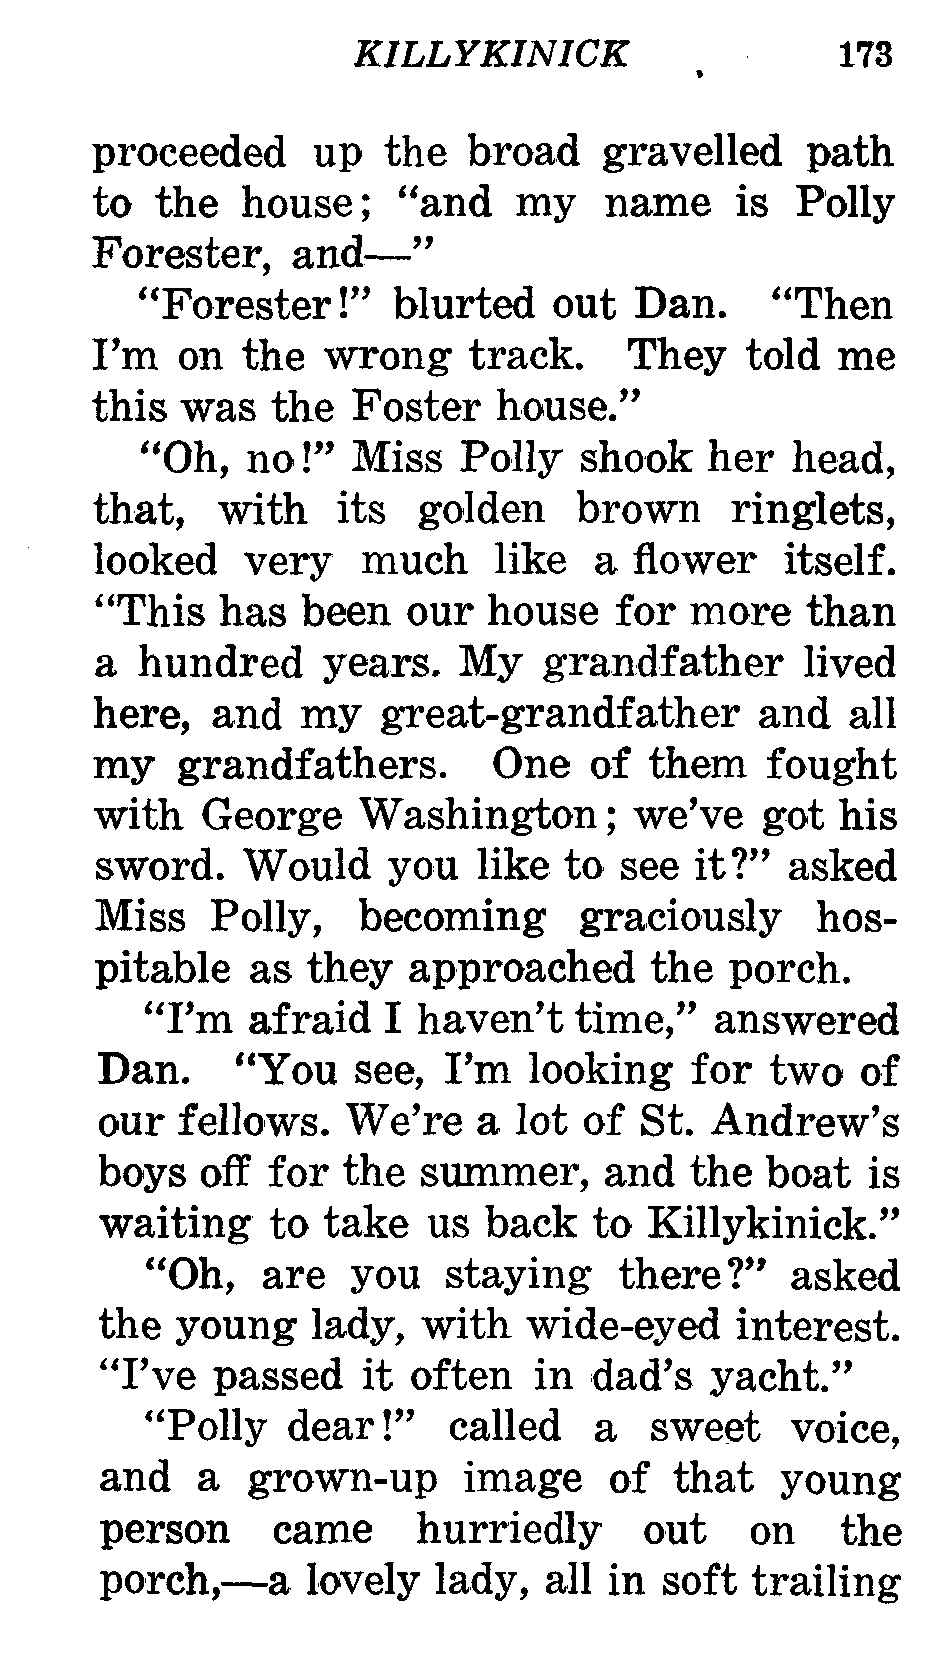 KILLYKINICK 173
proceeded up the broad gravelled path
to the house; “and my name is Polly
Forester, and—”
“Forester!” blurted out Dan. “Then
I’m on the wrong track. They told me
this was the Foster house.”
“Oh, no!” Miss Polly shook her head,
that, with its golden brown ringlets,
looked very much like a flower itself.
“This has been our house for more than
a hundred years. My grandfather lived
here, and my great-grandfather and all
my grandfathers. One of them fought
with George Washington; we’ve got his
sword. Would you like to see it?” asked
Miss Polly, becoming graciously hos-
pitable as they approached the porch.
“I’m afraid I haven’t time,” answered
Dan. “You see, I’m looking for two of
our fellows. We’re a lot of St. Andrew’s
boys off for the summer, and the boat is
waiting to take us back to Killykinick.”
“Oh, are you staying there?” asked
the young lady, with wide-eyed interest.
“I’ve passed it often in dad’s yacht.”
“Polly dear!” called a sweet voice,
and a grown-up image of that young
person came hurriedly out on the
porch,—a lovely lady, all in soft trailing